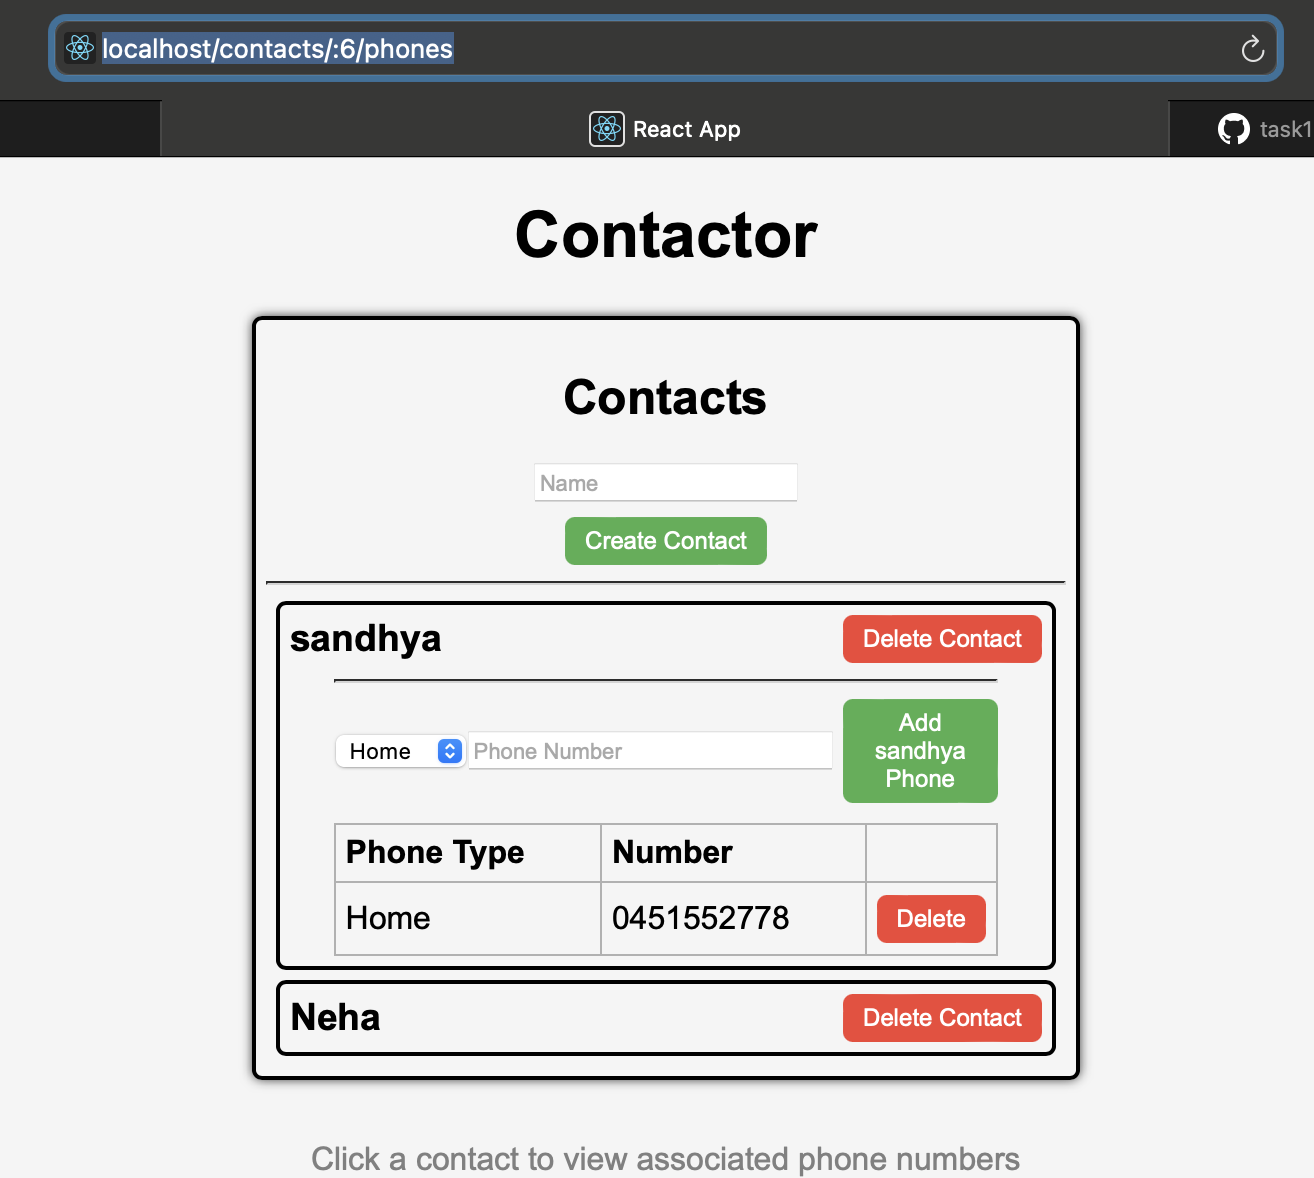 localhost/contacts/:6/phones
React App
task1
Contactor
Contacts
Name
Create Contact
sandhya
Delete Contact
Home
Phone Number
Add
sandhya
Phone
Phone Type Number
Home 0451552778 Delete
Neha
Delete Contact
Click a contact to view associated phone numbers